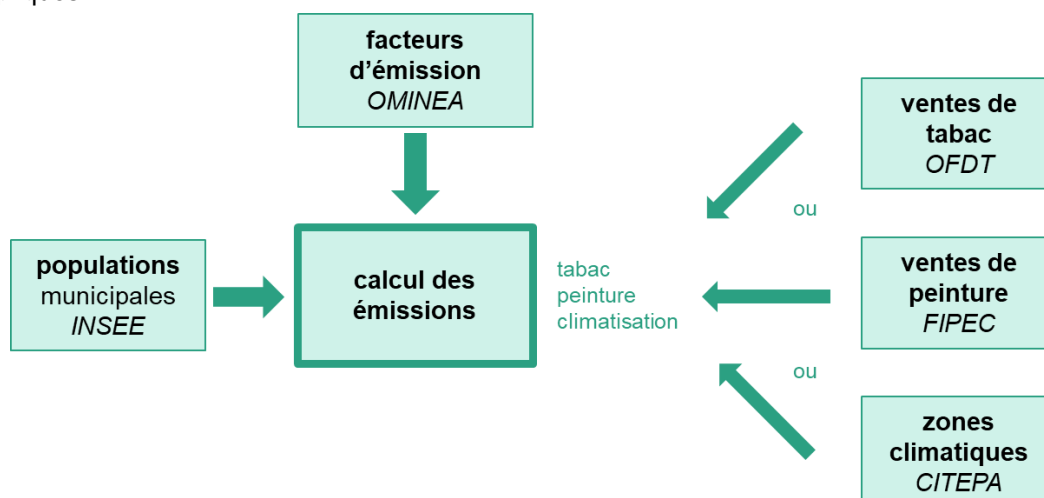 facteurs
d'émission
OMINEA
ventes de
tabac
OFDT
ou
populations
municipales
INSEE
calcul des
émissions
tabac
peinture
climatisation
ventes de
peinture
FIPEC
ou
zones
climatiques
CITEPA